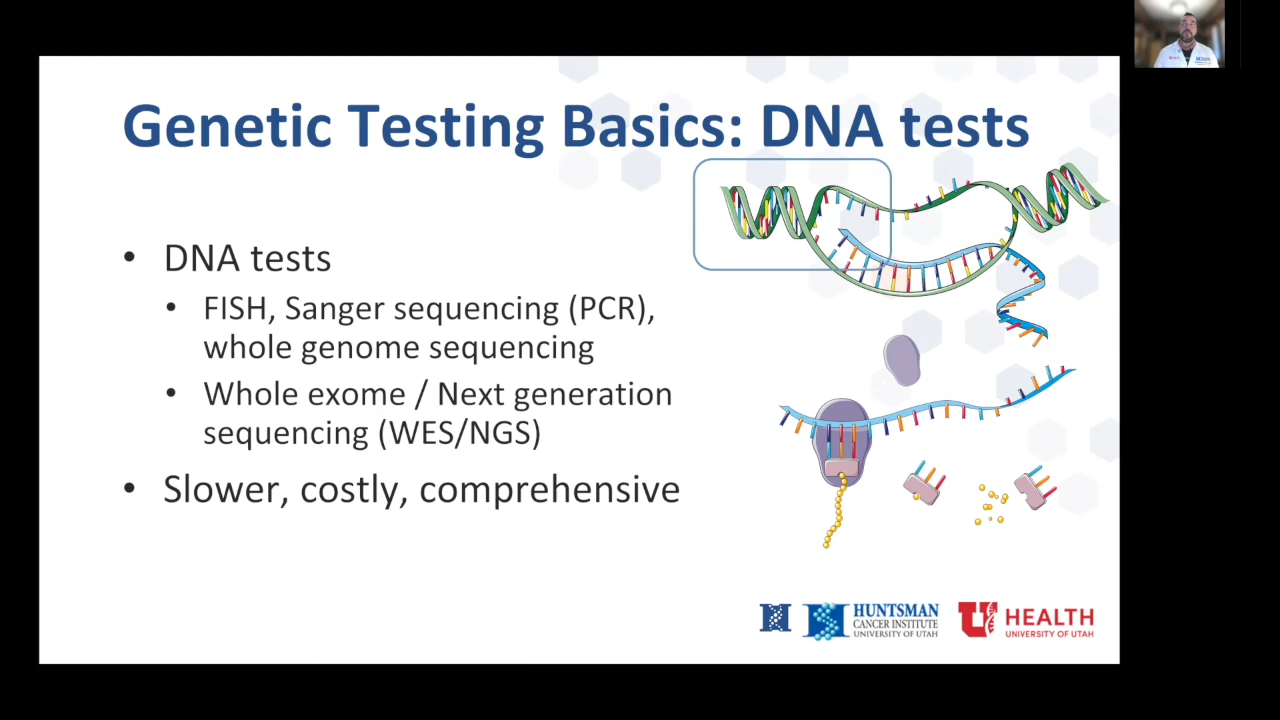 Genetic Testing Basics: DNA tests
• DNA tests
• FISH, Sanger sequencing (PCR),
whole genome sequencing
• Whole exome / Next generation
sequencing (WES/NGS)
• Slower, costly, comprehensive
HUNTSMAN
CANCER INSTITUTE
UNIVERSITY OF UTAH
HEALTH
UNIVERSITY OF UTAH